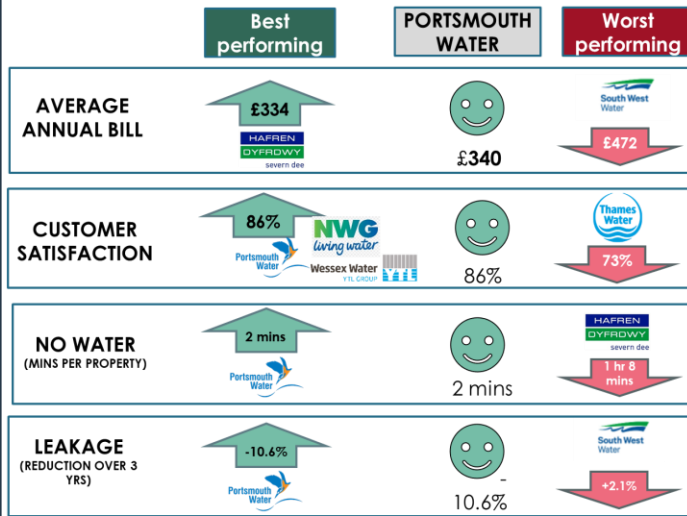 Best
performing
PORTSMOUTH
WATER
Worst
performing
AVERAGE
ANNUAL BILL
£334
HAFREN
DYFRDWY
severn dee
£340
South West
Water
£472
CUSTOMER
SATISFACTION
86%
Portsmouth
Water
NWG
living water
Wessex Water
YTL GROUP
YTL
86%
Thames
Water
73%
NO WATER
(MINS PER PROPERTY)
2 mins
Portsmouth
Water
2 mins
HAFREN
DYFRDWY
severn dee
1 hr 8
mins
LEAKAGE
(REDUCTION OVER 3
YRS)
-10.6%
Portsmouth
Water
-
10.6%
South West
Water
+2.1%